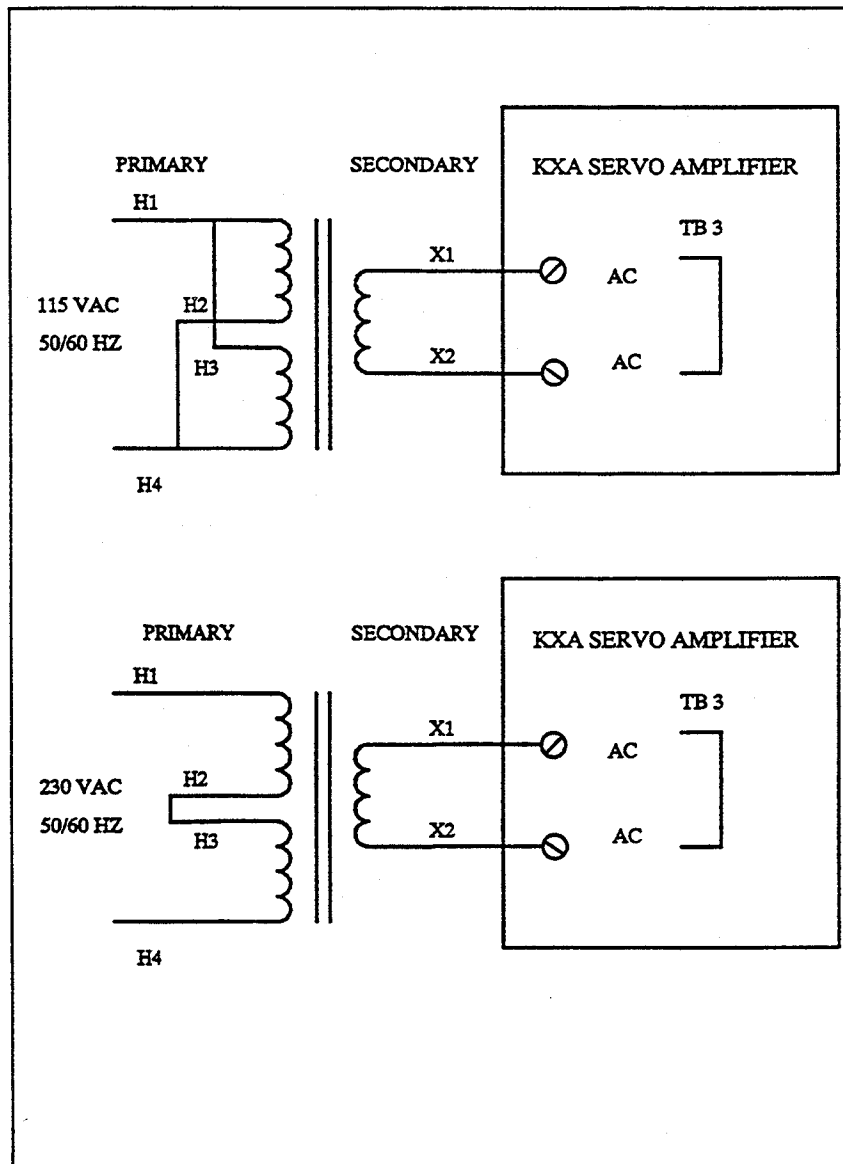 PRIMARY
SECONDARY
KXA SERVO AMPLIFIER
H1
TB 3
X1
AC
115 VAC
H2
50/60 HZ
H3
X2
AC
H4
PRIMARY
SECONDARY
KXA SERVO AMPLIFIER
H1
TB 3
X1
AC
230 VAC
H2
50/60 HZ
H3
X2
AC
H4